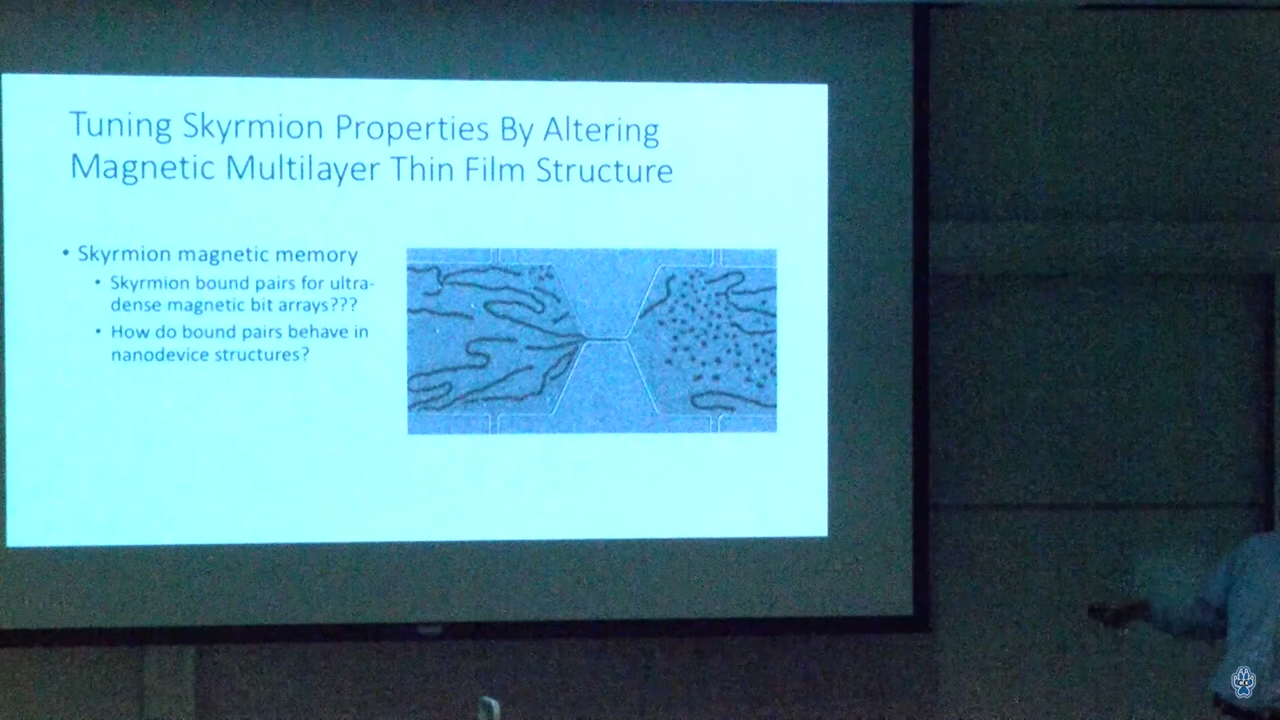 Tuning Skyrmion Properties By Altering
Magnetic Multilayer Thin Film Structure
• Skyrmion magnetic memory
• Skyrmion bound pairs for ultra-
dense magnetic bit arrays???
• How do bound pairs behave in
nanodevice structures?